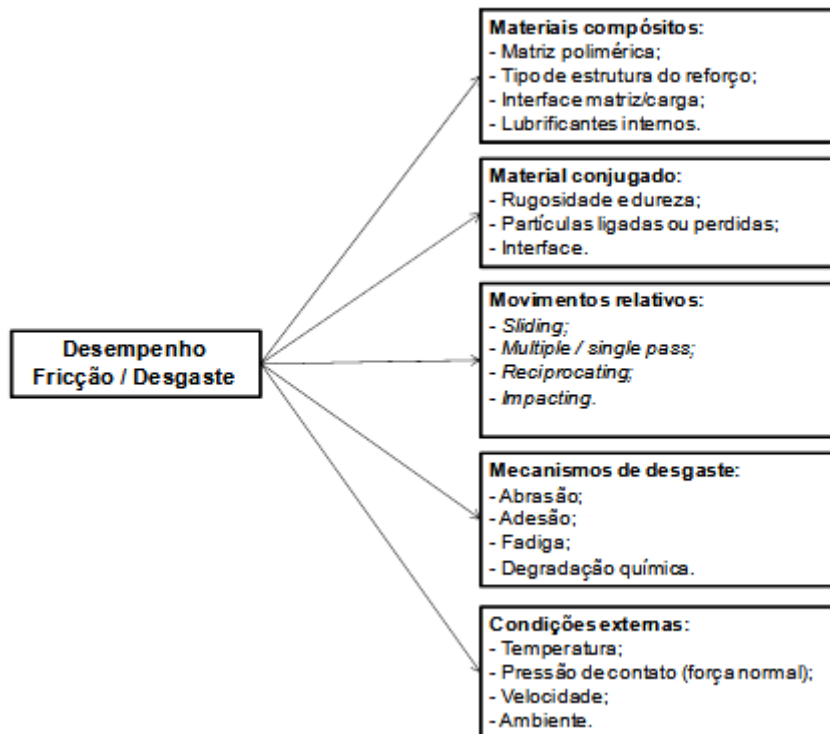 Materiais compósitos:
- Matriz polimérica;
- Tipo de estrutura do reforço;
- Interface matriz/carga;
- Lubrificantes internos.
Material conjugado:
- Rugosidade e dureza;
- Partículas ligadas ou perdidas;
- Interface.
Movimentos relativos:
- Sliding;
- Multiple / single pass;
- Reciprocating;
- Impacting.
Desempenho
Fricção / Desgaste
Mecanismos de desgaste:
- Abrasão;
- Adesão;
- Fadiga;
- Degradação química.
Condições externas:
- Temperatura;
- Pressão de contato (força normal);
- Velocidade;
- Ambiente.